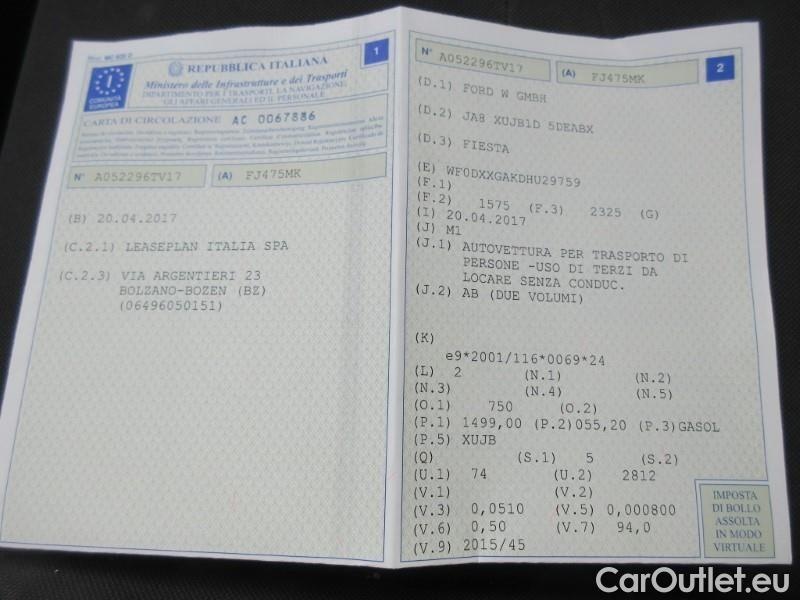 Mod. MC 820 D
REPUBBLICA ITALIANA
1
I
COMUNITÀ
EUROPEA
Ministero delle Infrastrutture e dei Trasporti
DIPARTIMENTO PER I TRASPORTI, LA NAVIGAZIONE,
GLI AFFARI GENERALI ED IL PERSONALE
CARTA DI CIRCOLAZIONE AC 0067886
N° A052296TV17 (A) FJ475MK
(B) 20.04.2017
(C.2.1) LEASEPLAN ITALIA SPA
(C.2.3) VIA ARGENTIERI 23
BOLZANO-BOZEN (BZ)
(06496050151)
N° A052296TV17 (A) FJ475MK 2
(D.1) FORD W GMBH
(D.2) JA8 XUJB1D 5DEABX
(D.3) FIESTA
(E) WF0DXXGAKDHU29759
(F.1)
(F.2) 1575 (F.3) 2325 (G)
(I) 20.04.2017
(J) M1
(J.1) AUTOVETTURA PER TRASPORTO DI
PERSONE -USO DI TERZI DA
LOCARE SENZA CONDUC.
(J.2) AB (DUE VOLUMI)
(K)
e9*2001/116*0069*24
(L) 2 (N.1) (N.2)
(N.3) (N.4) (N.5)
(O.1) 750 (O.2)
(P.1) 1499,00 (P.2)055,20 (P.3)GASOL
(P.5) XUJB
(Q) (S.1) 5 (S.2)
(U.1) 74 (U.2) 2812
(V.1) (V.2)
(V.3) 0,0510 (V.5) 0,000800
(V.6) 0,50 (V.7) 94,0
(V.9) 2015/45
IMPOSTA
DI BOLLO
ASSOLTA
IN MODO
VIRTUALE
CarOutlet.eu